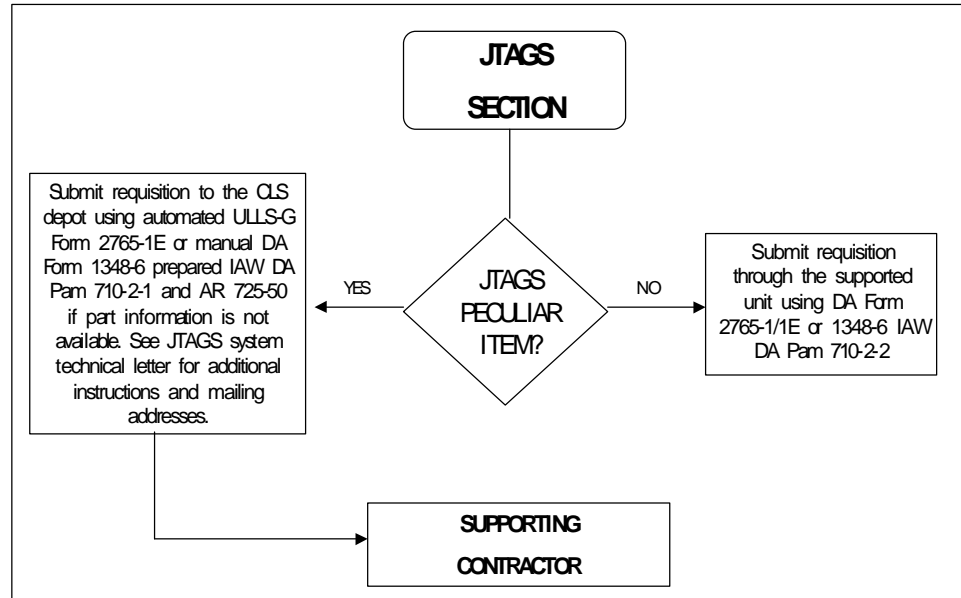 JTAGS
SECTION
Submit requisition to the CLS
depot using automated ULLS-G
Form 2765-1E or manual DA
Form 1348-6 prepared IAW DA
Pam 710-2-1 and AR 725-50
if part information is not
available. See JTAGS system
technical letter for additional
instructions and mailing
addresses.
YES
JTAGS
PECULIAR
ITEM?
NO
Submit requisition
through the supported
unit using DA Form
2765-1/1E or 1348-6 IAW
DA Pam 710-2-2
SUPPORTING
CONTRACTOR